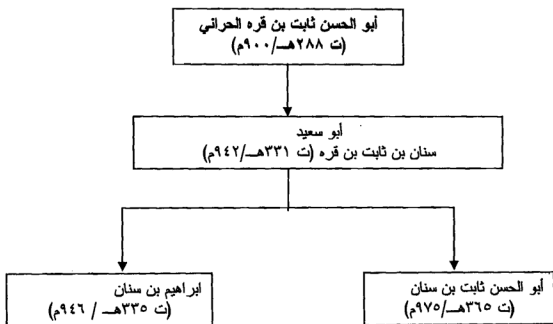 أبو الحسن ثابت بن قره الحراني
(ت ٢٨٨هـ/٩٠٠م)
أبو سعيد
سنان بن ثابت بن قره (ت ٣٣١هـ/٩٤٢م)
أبو الحسن ثابت بن سنان
(ت ٣٦٥هـ/٩٧٥م)
ابراهيم بن سنان
(ت ٣٣٥هـ / ٩٤٦م)